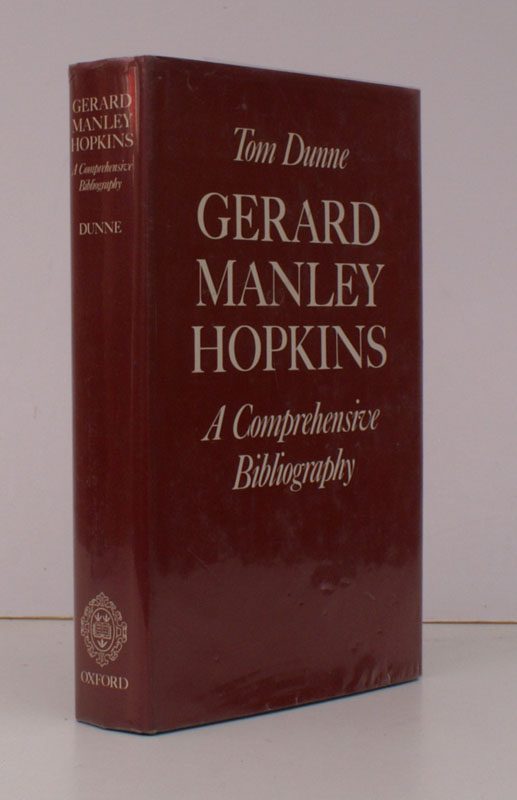 GERARD
MANLEY
HOPKINS
A Comprehensive
Bibliography
DUNNE
OXFORD
Tom Dunne
GERARD
MANLEY
HOPKINS
A Comprehensive
Bibliography